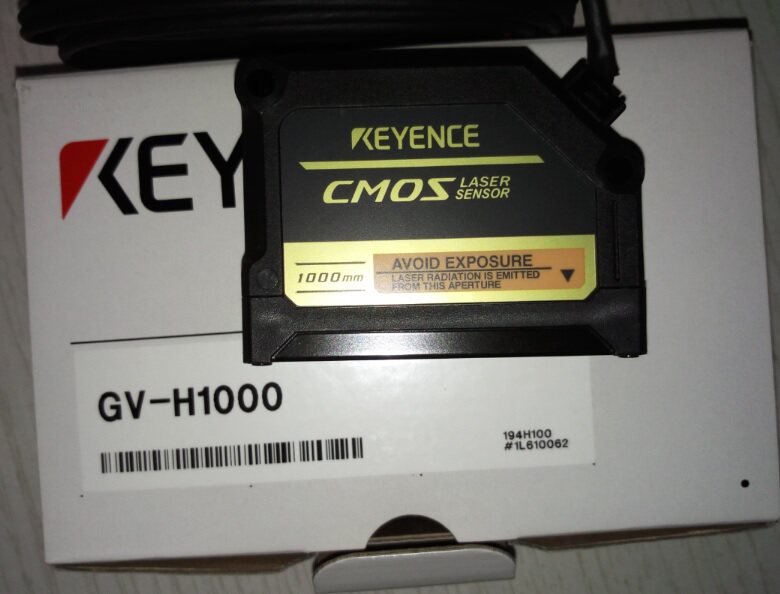 KEY
KEYENCE
CMOS LASER
SENSOR
1000mm
AVOID EXPOSURE
LASER RADIATION IS EMITTED
FROM THIS APERTURE
GV-H1000
194H100
#1L610062